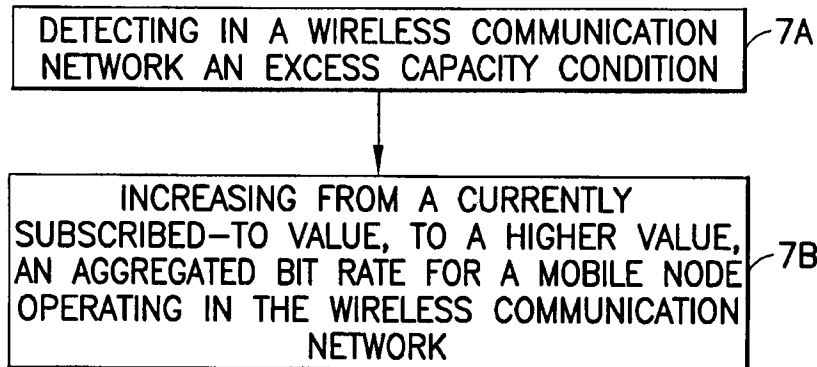 DETECTING IN A WIRELESS COMMUNICATION
NETWORK AN EXCESS CAPACITY CONDITION
7A
INCREASING FROM A CURRENTLY
SUBSCRIBED-TO VALUE, TO A HIGHER VALUE,
AN AGGREGATED BIT RATE FOR A MOBILE NODE
OPERATING IN THE WIRELESS COMMUNICATION
NETWORK
7B